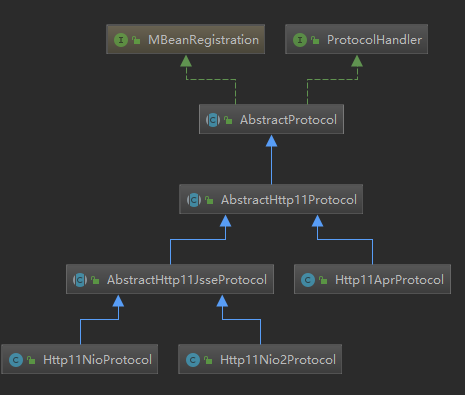 MBeanRegistration
ProtocolHandler
AbstractProtocol
AbstractHttp11Protocol
AbstractHttp11JsseProtocol
Http11AprProtocol
Http11NioProtocol
Http11Nio2Protocol